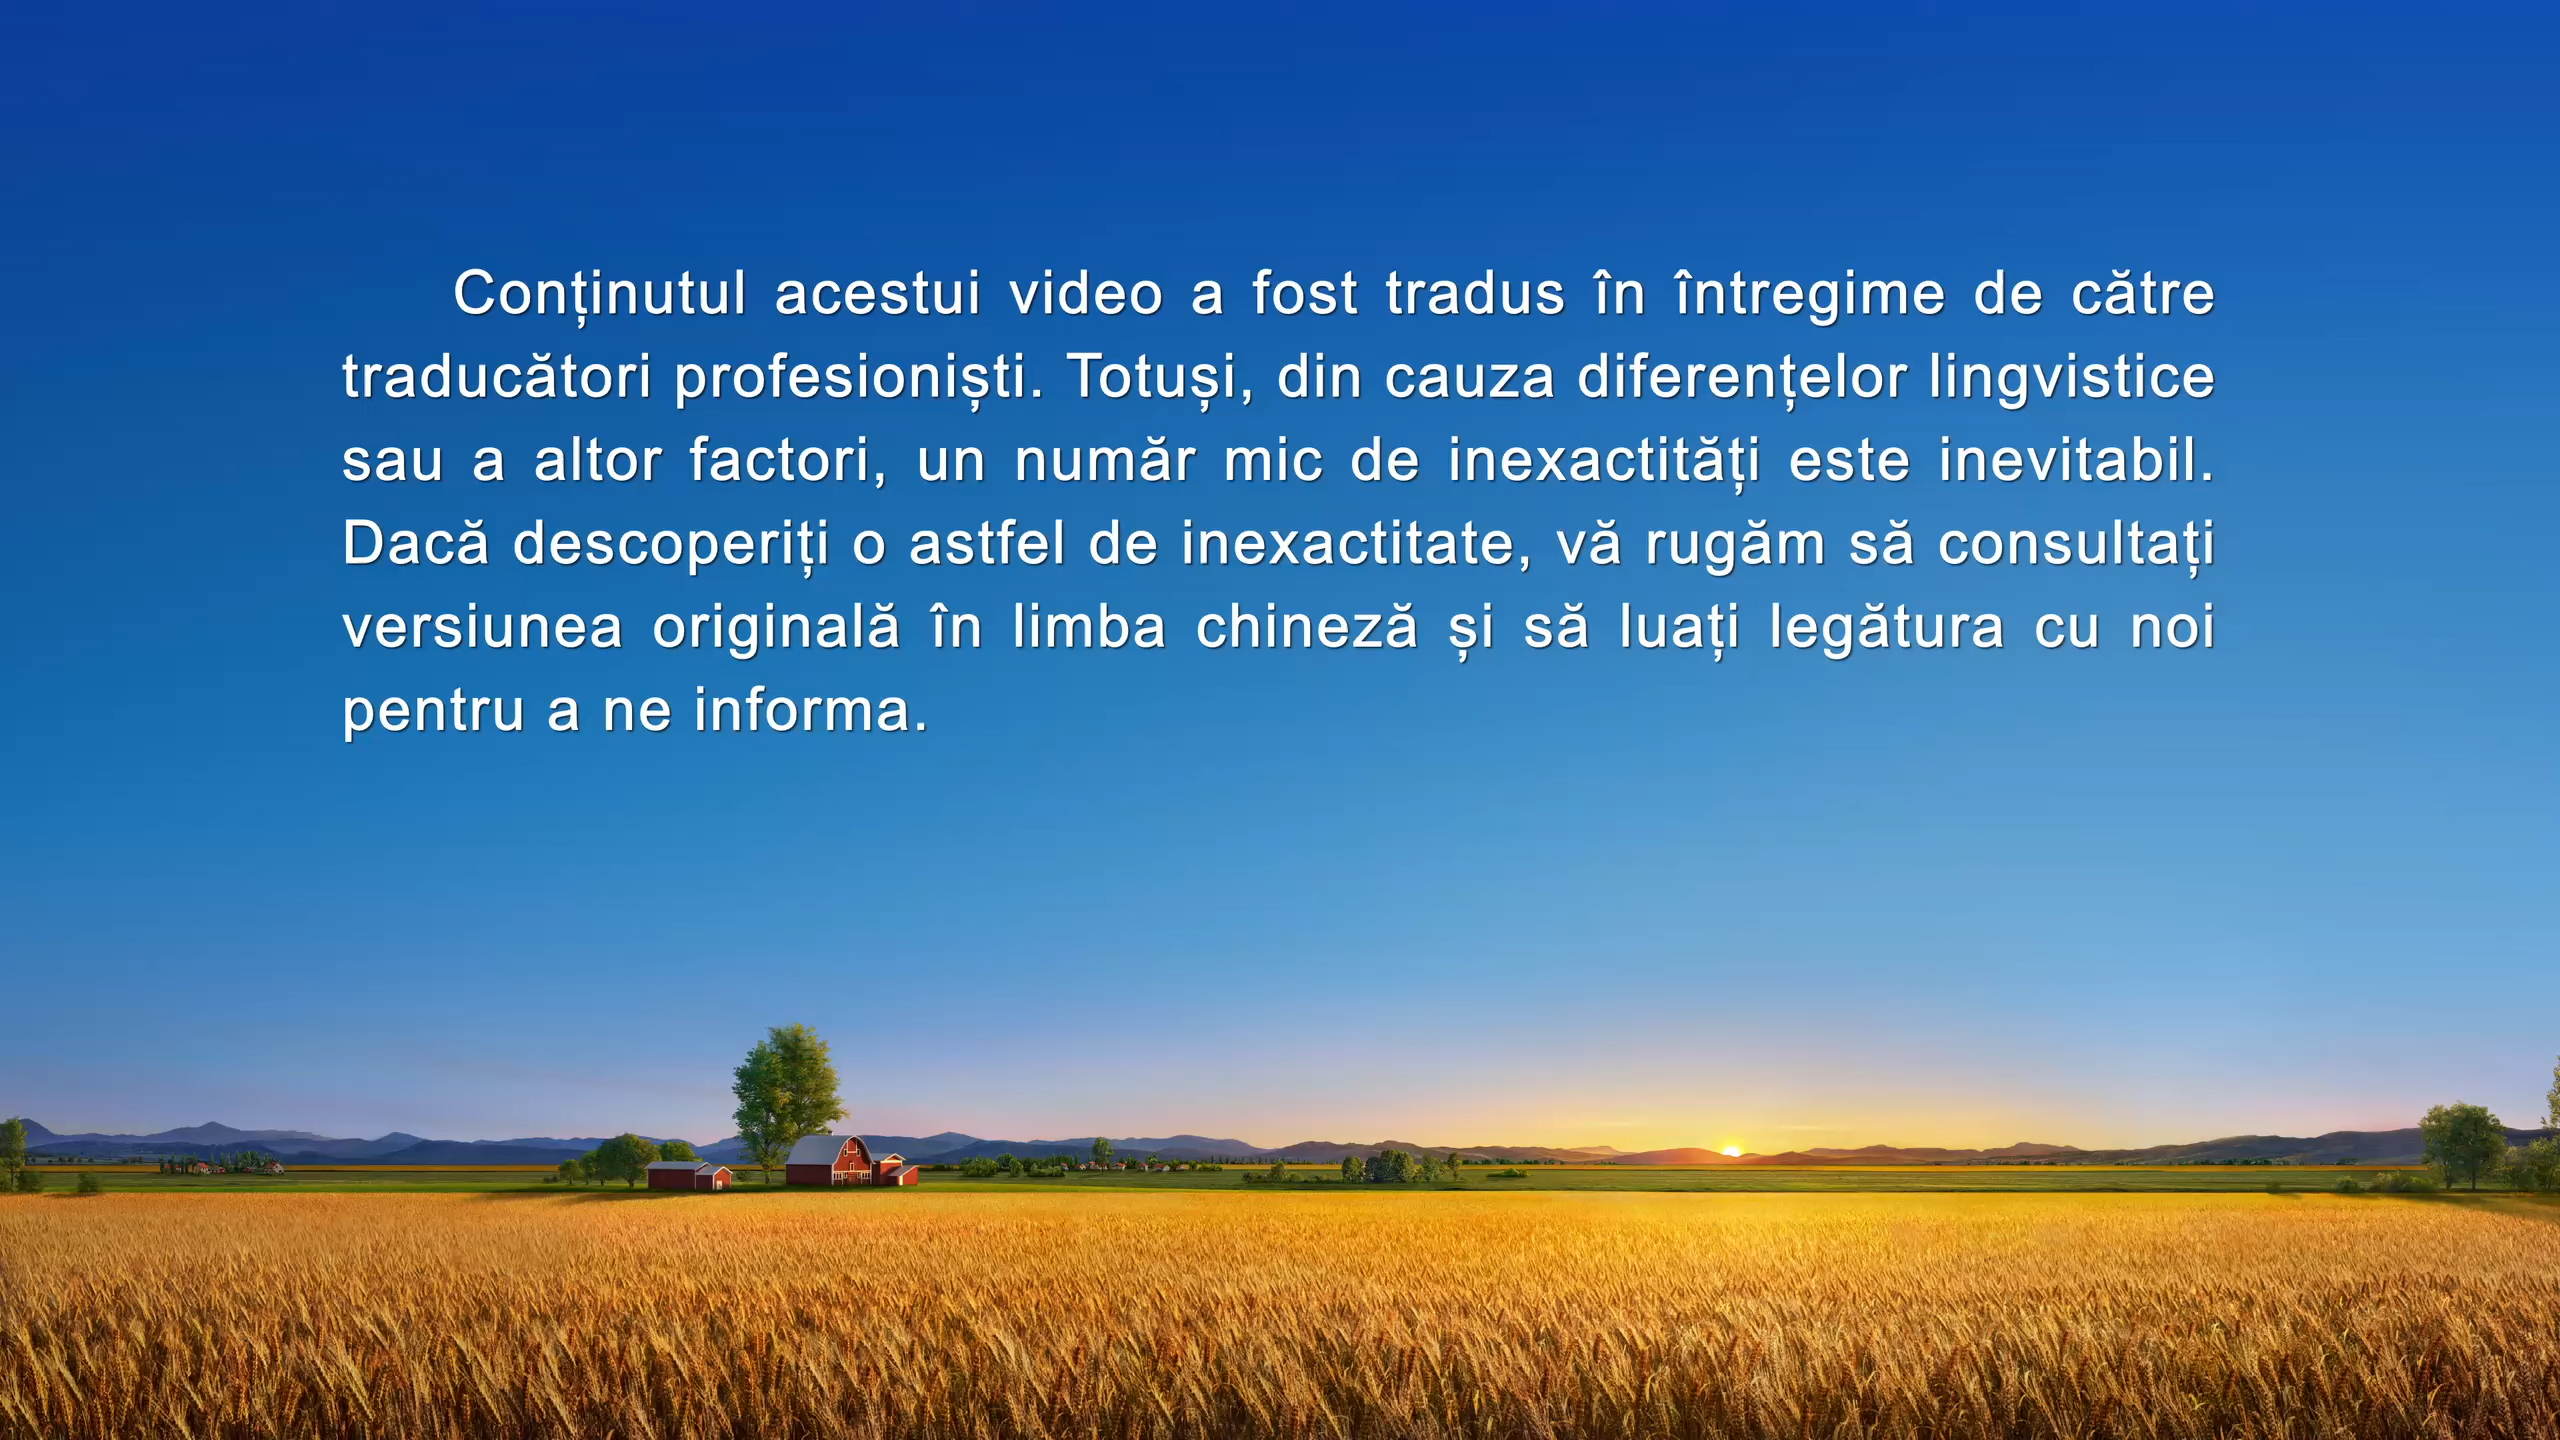 Conținutul acestui video a fost tradus în întregime de către
traducători profesioniști. Totuși, din cauza diferențelor lingvistice
sau a altor factori, un număr mic de inexactități este inevitabil.
Dacă descoperiți o astfel de inexactitate, vă rugăm să consultați
versiunea originală în limba chineză și să luați legătura cu noi
pentru a ne informa.